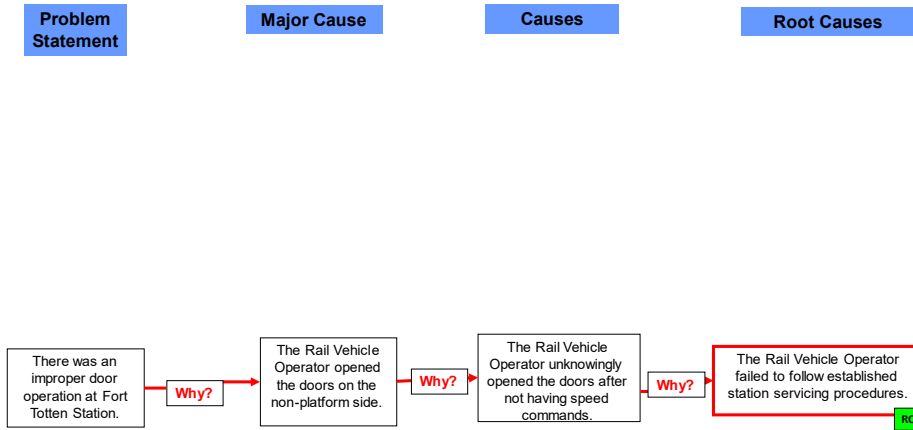 Problem
Statement
Major Cause
Causes
Root Causes
There was an
improper door
operation at Fort
Totten Station.
Why?
The Rail Vehicle
Operator opened
the doors on the
non-platform side.
Why?
The Rail Vehicle
Operator unknowingly
opened the doors after
not having speed
commands.
Why?
The Rail Vehicle Operator
failed to follow established
station servicing procedures.